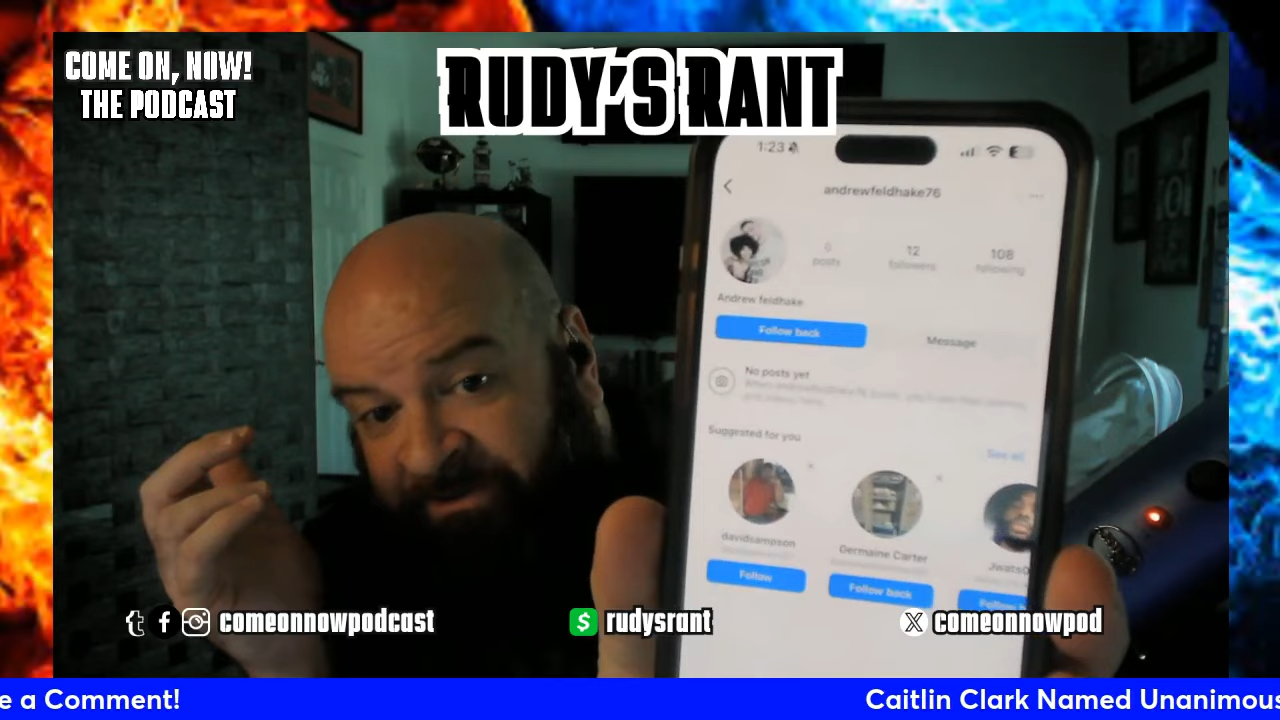 COME ON, NOW!
THE PODCAST
RUDY'S RANT
1:23
andrewfeldhake76
posts
12
followers
108
following
Andrew feldhake
Follow back
Message
No posts yet
Suggested for you
See all
davidsampson
Germaine Carter
Follow
Follow back
comeonnowpodcast
rudysrant
comeonnowpod
e a Comment!
Caitlin Clark Named Unanimous